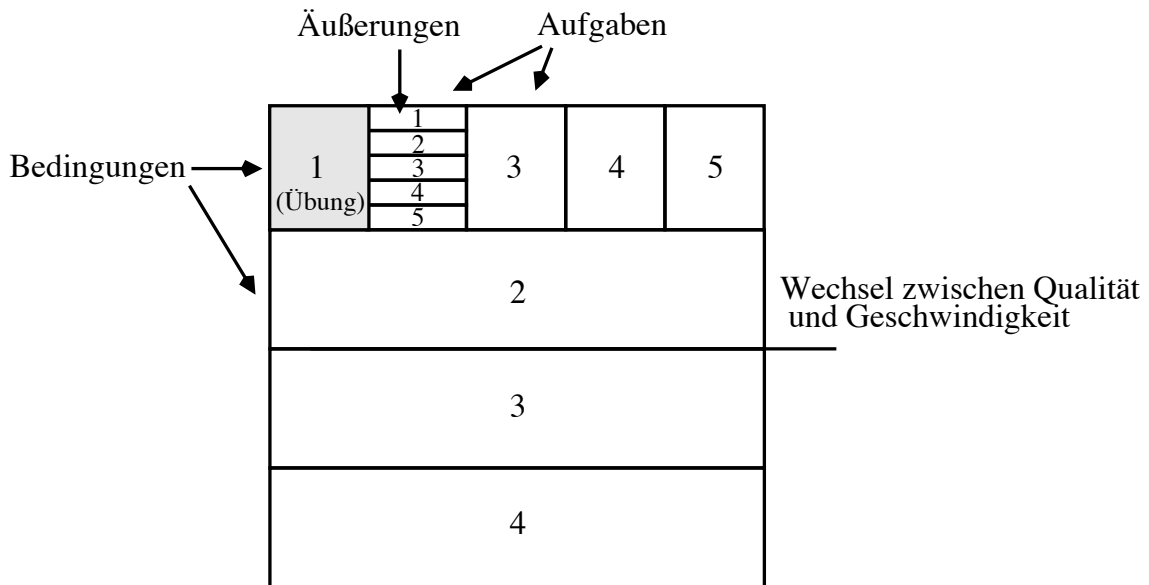 Äußerungen Aufgaben
Bedingungen
1
(Übung)
1
2
3
4
5
3 4 5
2
Wechsel zwischen Qualität
und Geschwindigkeit
3
4